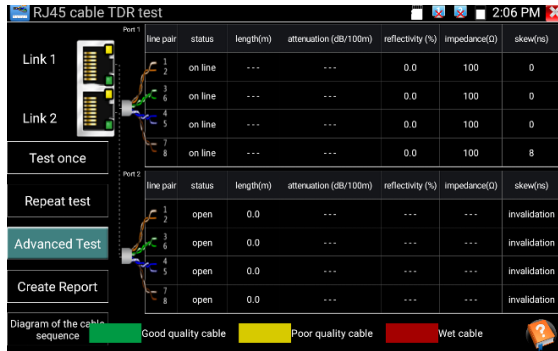 RJ45 cable TDR test
2:06 PM
Port 1
line pair status length(m) attenuation (dB/100m) reflectivity (%) impedance(Ω) skew(ns)
Link 1
1
2 on line --- --- 0.0 100 0
3
6 on line --- --- 0.0 100 0
Link 2
4
5 on line --- --- 0.0 100 0
7
8 on line --- --- 0.0 100 8
Test once
Port 2
line pair status length(m) attenuation (dB/100m) reflectivity (%) impedance(Ω) skew(ns)
Repeat test
1
2 open 0.0 --- --- --- invalidation
Advanced Test
3
6 open 0.0 --- --- --- invalidation
4
5 open 0.0 --- --- --- invalidation
Create Report
7
8 open 0.0 --- --- --- invalidation
Diagram of the cable
sequence
Good quality cable
Poor quality cable
Wet cable